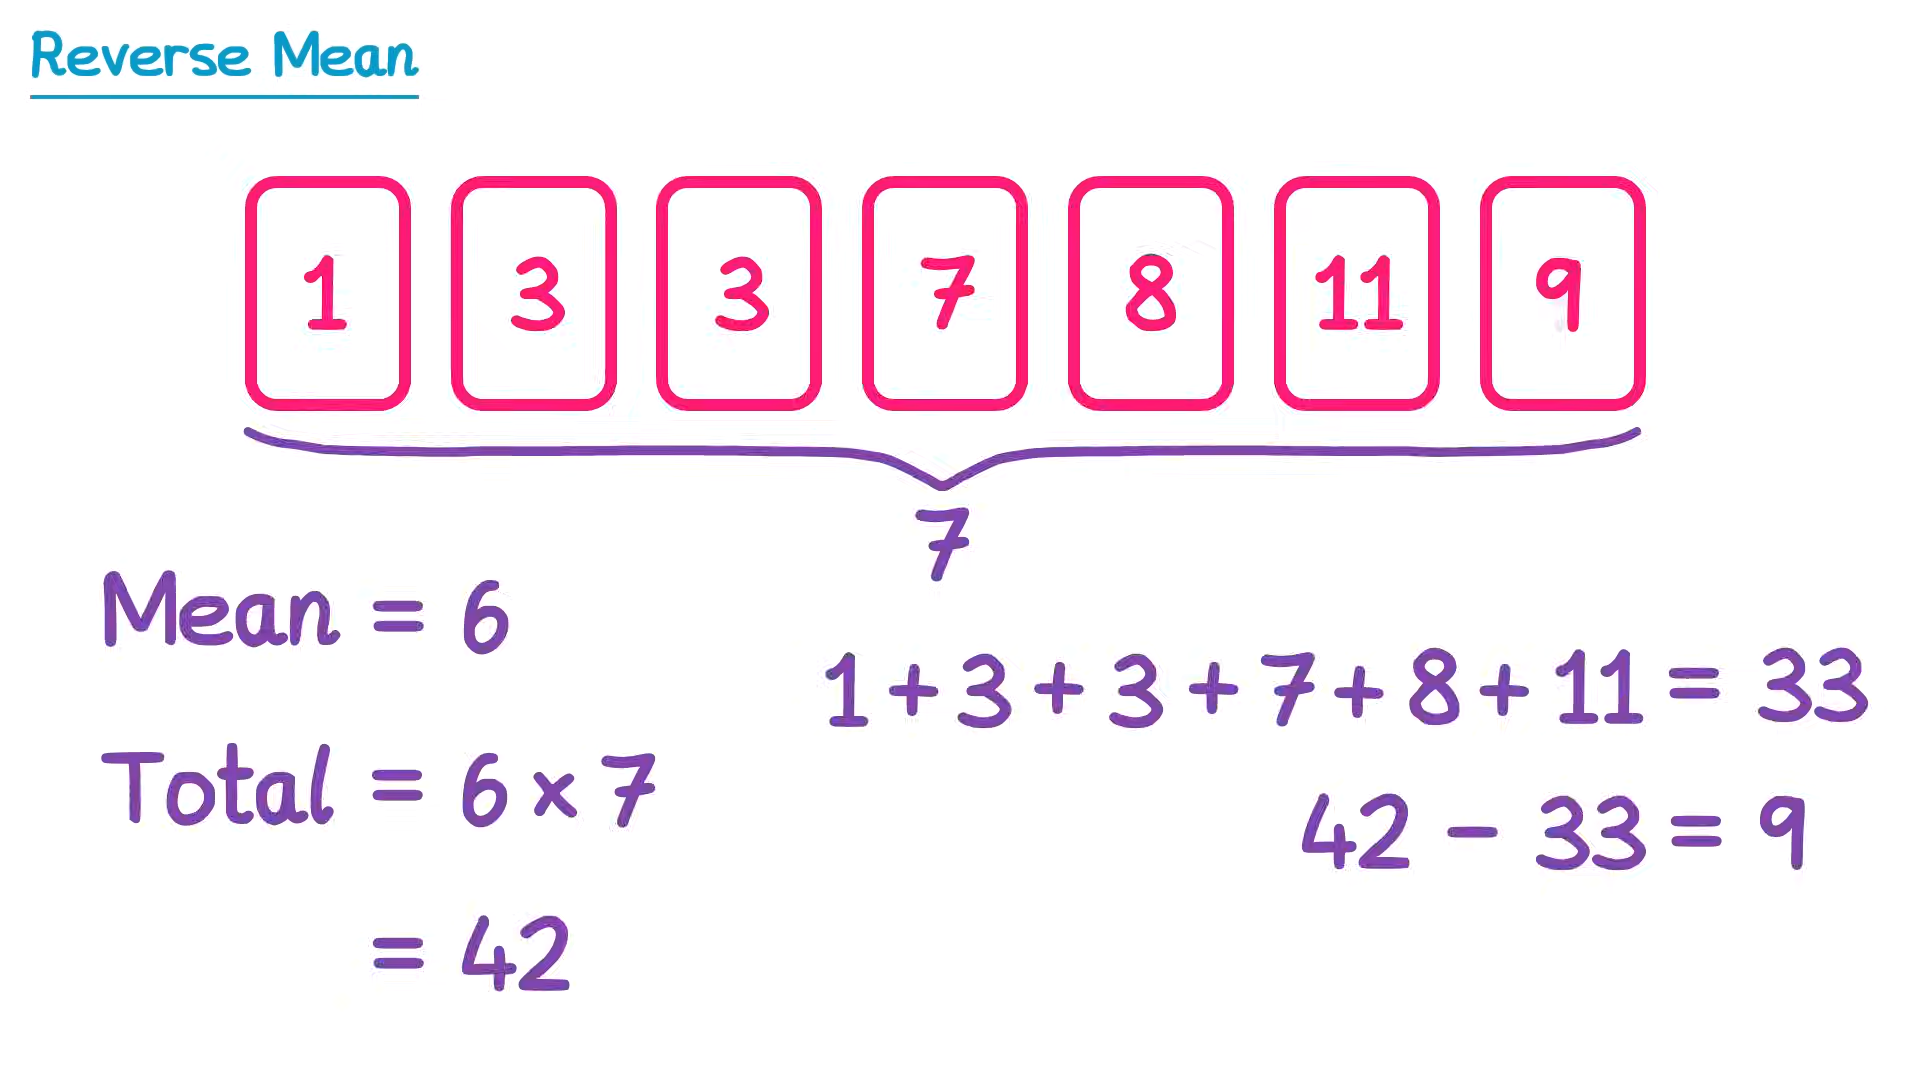 Reverse Mean
1 3 3 7 8 11 9
7
Mean = 6
1 + 3 + 3 + 7 + 8 + 11 = 33
Total = 6 × 7
42 − 33 = 9
= 42